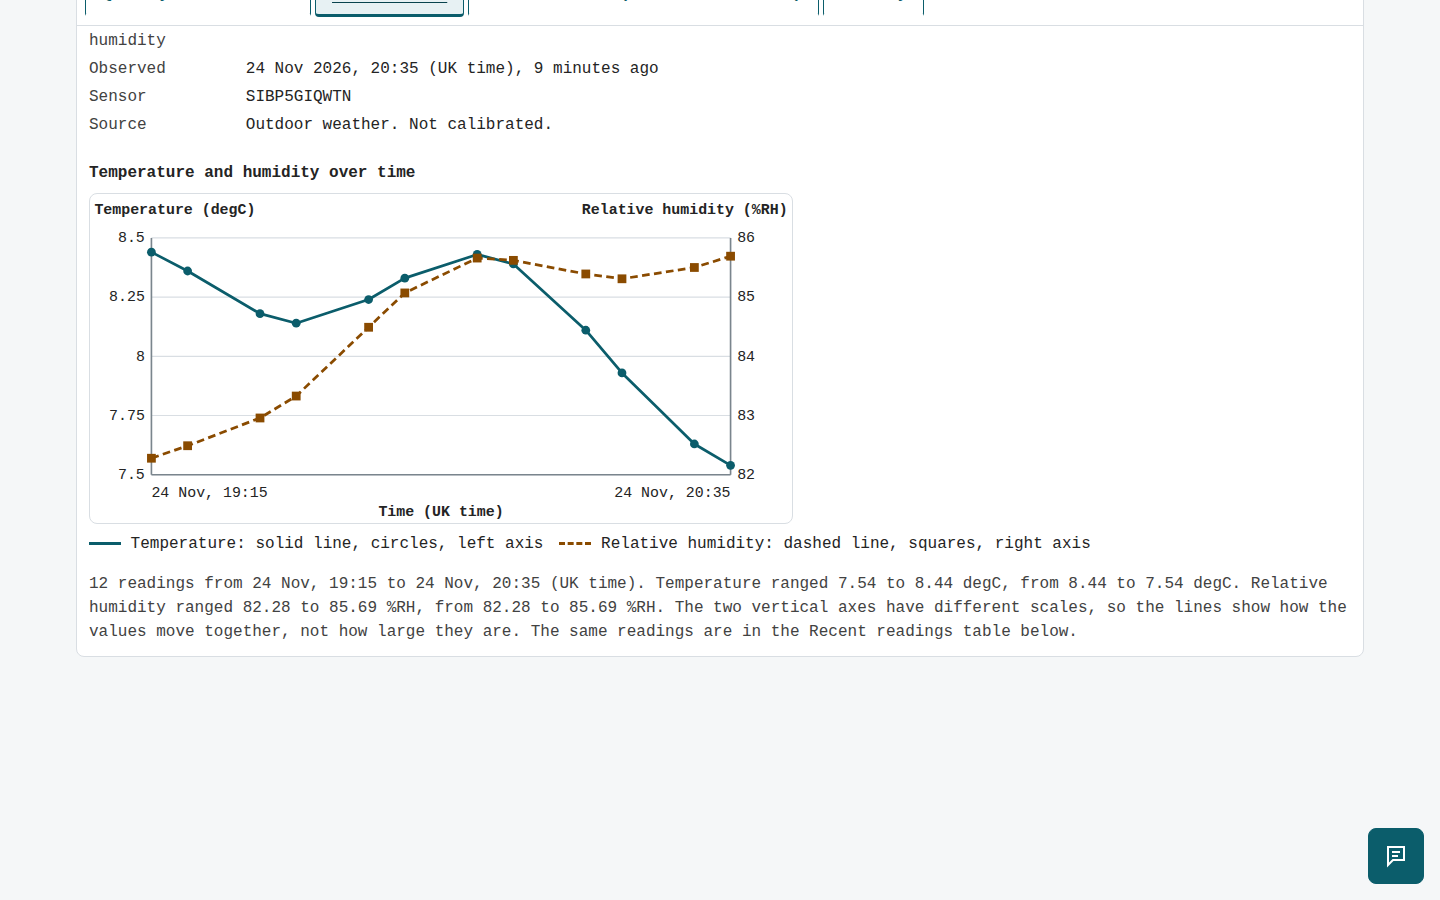 humidity
Observed 24 Nov 2026, 20:35 (UK time), 9 minutes ago
Sensor SIBP5GIQWTN
Source Outdoor weather. Not calibrated.
Temperature and humidity over time
Temperature (degC) Relative humidity (%RH)
8.5 86
8.25 85
8 84
7.75 83
7.5 82
24 Nov, 19:15 24 Nov, 20:35
Time (UK time)
Temperature: solid line, circles, left axis Relative humidity: dashed line, squares, right axis
12 readings from 24 Nov, 19:15 to 24 Nov, 20:35 (UK time). Temperature ranged 7.54 to 8.44 degC, from 8.44 to 7.54 degC. Relative
humidity ranged 82.28 to 85.69 %RH, from 82.28 to 85.69 %RH. The two vertical axes have different scales, so the lines show how the
values move together, not how large they are. The same readings are in the Recent readings table below.